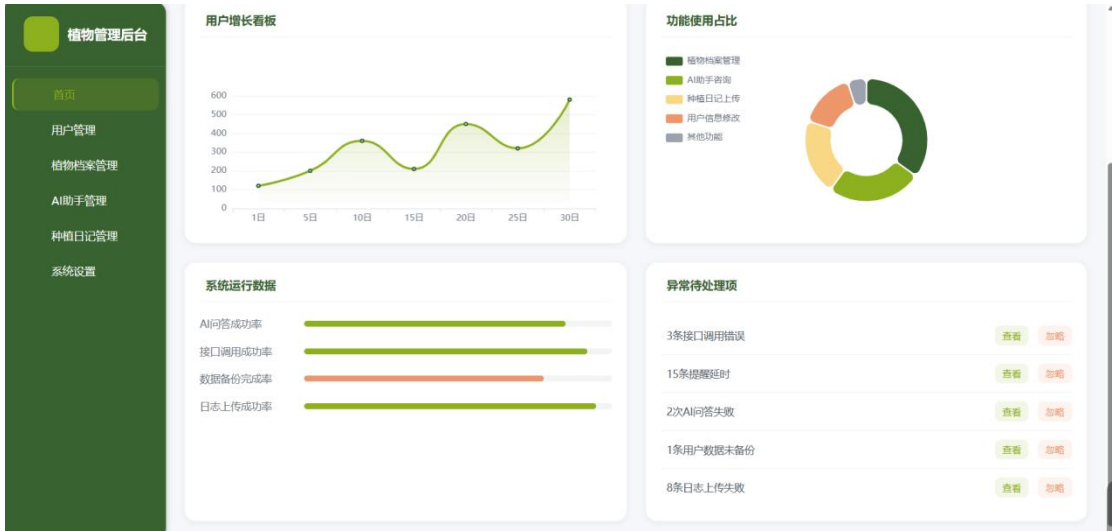 植物管理后台
首页
用户管理
植物档案管理
AI助手管理
种植日记管理
系统设置
用户增长看板
600
500
400
300
200
100
0
1日 5日 10日 15日 20日 25日 30日
功能使用占比
植物档案管理
AI助手咨询
种植日记上传
用户信息修改
其他功能
系统运行数据
AI问答成功率
接口调用成功率
数据备份完成率
日志上传成功率
异常待处理项
3条接口调用错误 查看 忽略
15条提醒延时 查看 忽略
2次AI问答失败 查看 忽略
1条用户数据未备份 查看 忽略
8条日志上传失败 查看 忽略